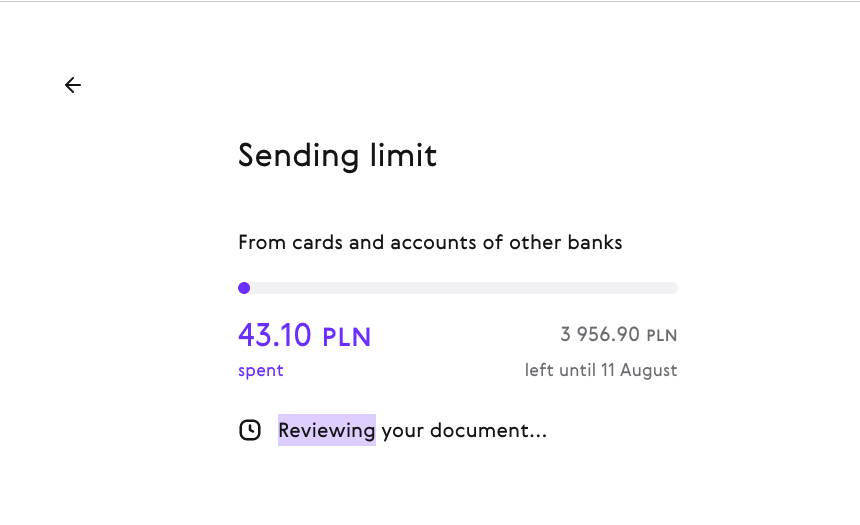 Sending limit
From cards and accounts of other banks
43.10 PLN
3 956.90 PLN
spent
left until 11 August
Reviewing your document...